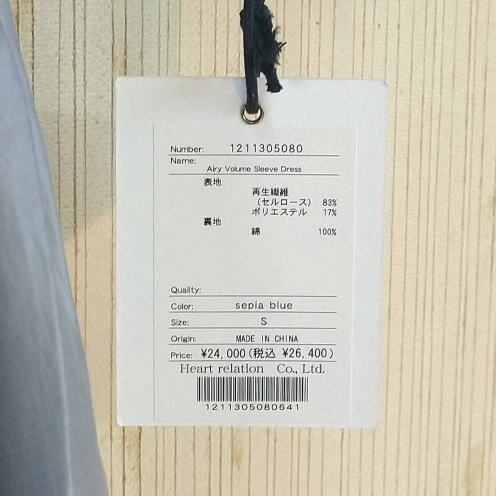 Number: 1211305080
Name:
Airy Volume Sleeve Dress
表地
再生繊維
（セルロース） 83%
ポリエステル 17%
裏地
綿 100%
Quality:
Color: sepia blue
Size: S
Origin: MADE IN CHINA
Price: ¥24,000(税込 ¥26,400)
Heart relation Co., Ltd.
1211305080641